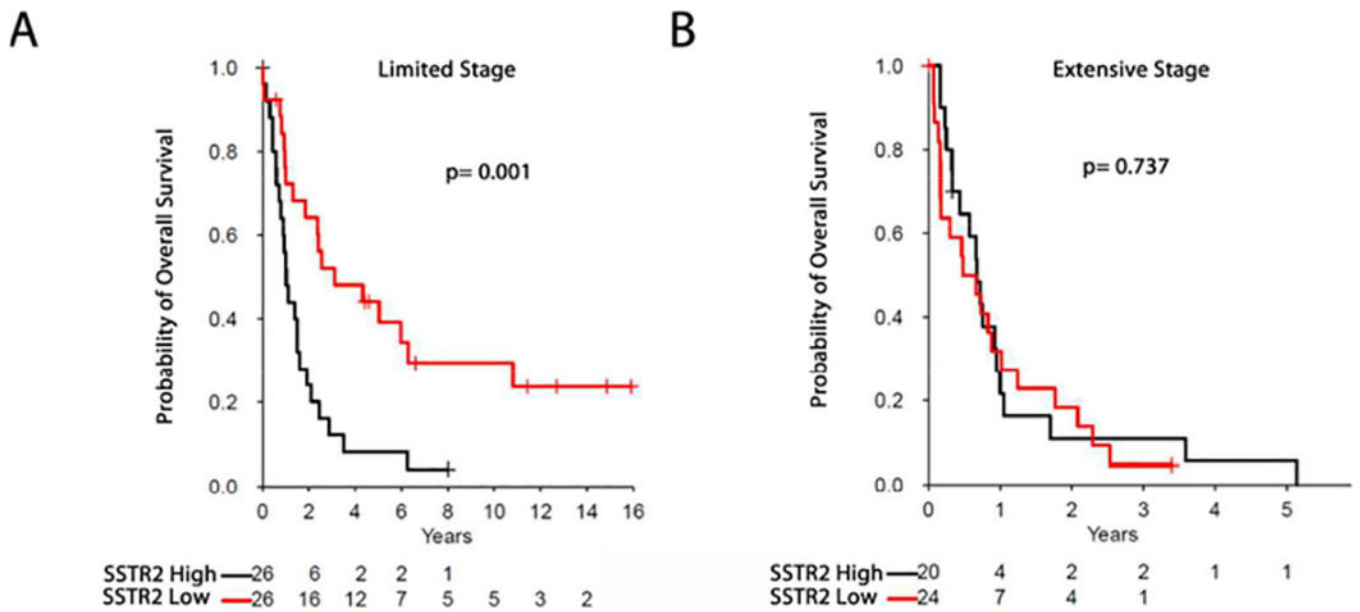 A
Limited Stage
p= 0.001
Probability of Overall Survival
1.0
0.8
0.6
0.4
0.2
0.0
0 2 4 6 8 10 12 14 16
Years
SSTR2 High 26 6 2 2 1
SSTR2 Low 26 16 12 7 5 5 3 2
B
Extensive Stage
p= 0.737
Probability of Overall Survival
1.0
0.8
0.6
0.4
0.2
0.0
0 1 2 3 4 5
Years
SSTR2 High 20 4 2 2 1 1
SSTR2 Low 24 7 4 1